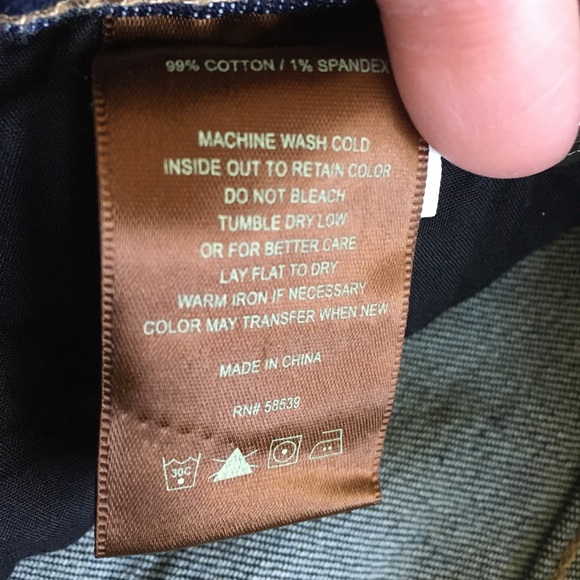 99% COTTON / 1% SPANDEX
MACHINE WASH COLD
INSIDE OUT TO RETAIN COLOR
DO NOT BLEACH
TUMBLE DRY LOW
OR FOR BETTER CARE
LAY FLAT TO DRY
WARM IRON IF NECESSARY
COLOR MAY TRANSFER WHEN NEW
MADE IN CHINA
RN# 58539
30C